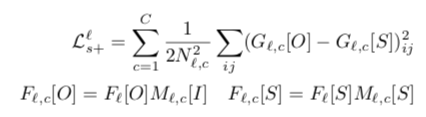 $$\mathcal{L}_{s+}^{\ell} = \sum_{c=1}^{C} \frac{1}{2N_{\ell,c}^{2}} \sum_{ij} (G_{\ell,c}[O] - G_{\ell,c}[S])_{ij}^{2}$$
$$F_{\ell,c}[O] = F_{\ell}[O] M_{\ell,c}[I] \quad F_{\ell,c}[S] = F_{\ell}[S] M_{\ell,c}[S]$$